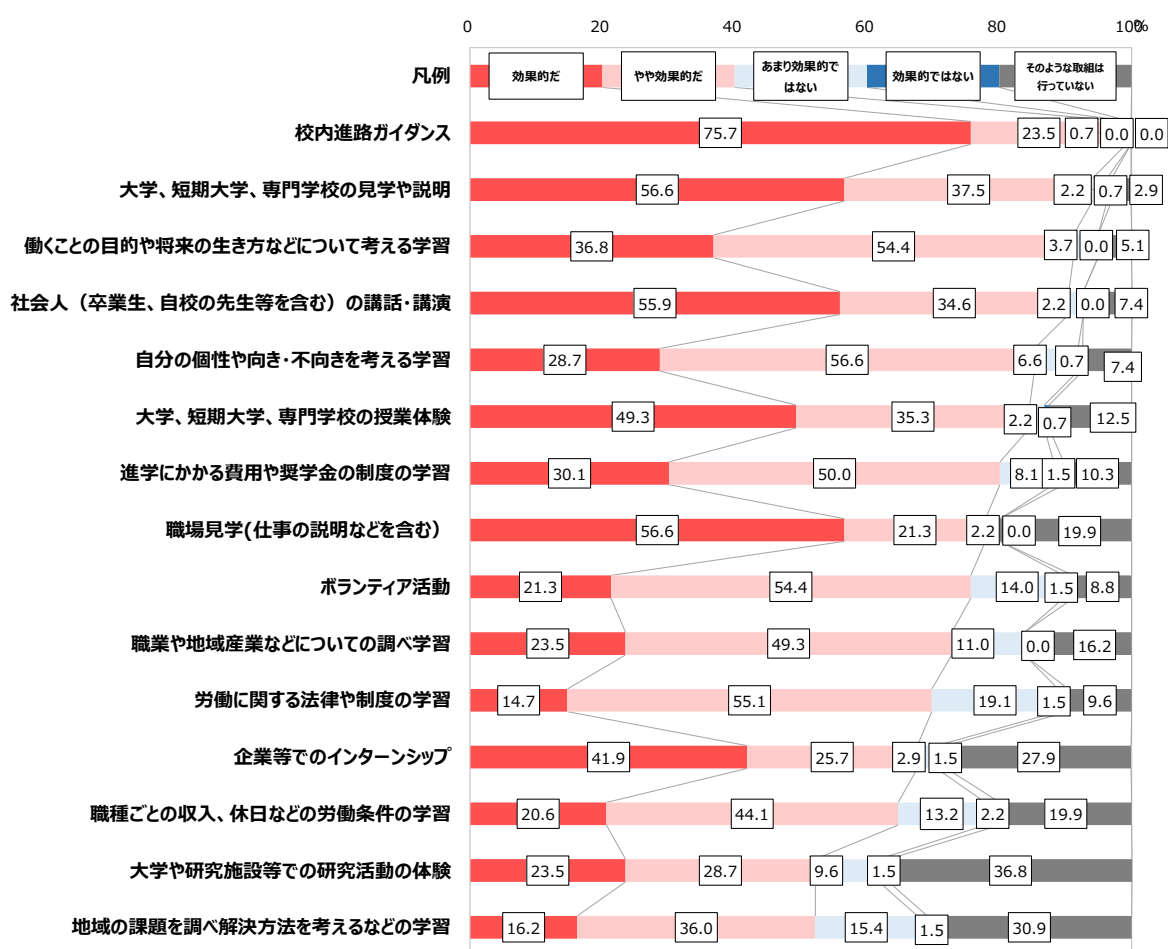 0 20 40 60 80 100%
凡例 効果的だ やや効果的だ あまり効果的ではない 効果的ではない そのような取組は行っていない
校内進路ガイダンス 75.7 23.5 0.7 0.0 0.0
大学、短期大学、専門学校の見学や説明 56.6 37.5 2.2 0.7 2.9
働くことの目的や将来の生き方などについて考える学習 36.8 54.4 3.7 0.0 5.1
社会人（卒業生、自校の先生等を含む）の講話・講演 55.9 34.6 2.2 0.0 7.4
自分の個性や向き・不向きを考える学習 28.7 56.6 6.6 0.7 7.4
大学、短期大学、専門学校の授業体験 49.3 35.3 2.2 0.7 12.5
進学にかかる費用や奨学金の制度の学習 30.1 50.0 8.1 1.5 10.3
職場見学(仕事の説明などを含む） 56.6 21.3 2.2 0.0 19.9
ボランティア活動 21.3 54.4 14.0 1.5 8.8
職業や地域産業などについての調べ学習 23.5 49.3 11.0 0.0 16.2
労働に関する法律や制度の学習 14.7 55.1 19.1 1.5 9.6
企業等でのインターンシップ 41.9 25.7 2.9 1.5 27.9
職種ごとの収入、休日などの労働条件の学習 20.6 44.1 13.2 2.2 19.9
大学や研究施設等での研究活動の体験 23.5 28.7 9.6 1.5 36.8
地域の課題を調べ解決方法を考えるなどの学習 16.2 36.0 15.4 1.5 30.9